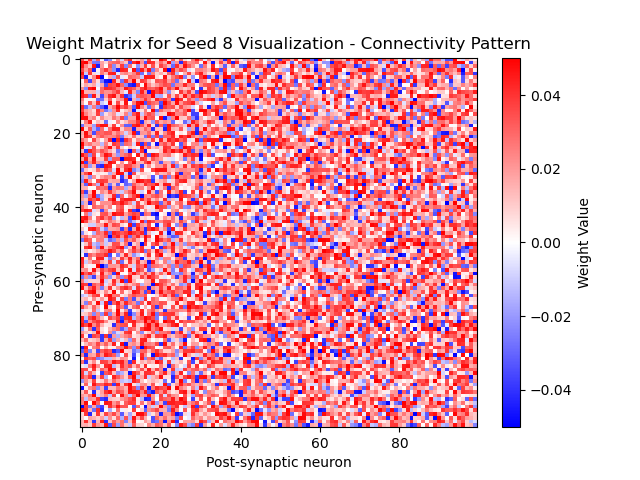 Weight Matrix for Seed 8 Visualization - Connectivity Pattern
0
20
40
60
80
Pre-synaptic neuron
0 20 40 60 80
Post-synaptic neuron
0.04
0.02
0.00
−0.02
−0.04
Weight Value